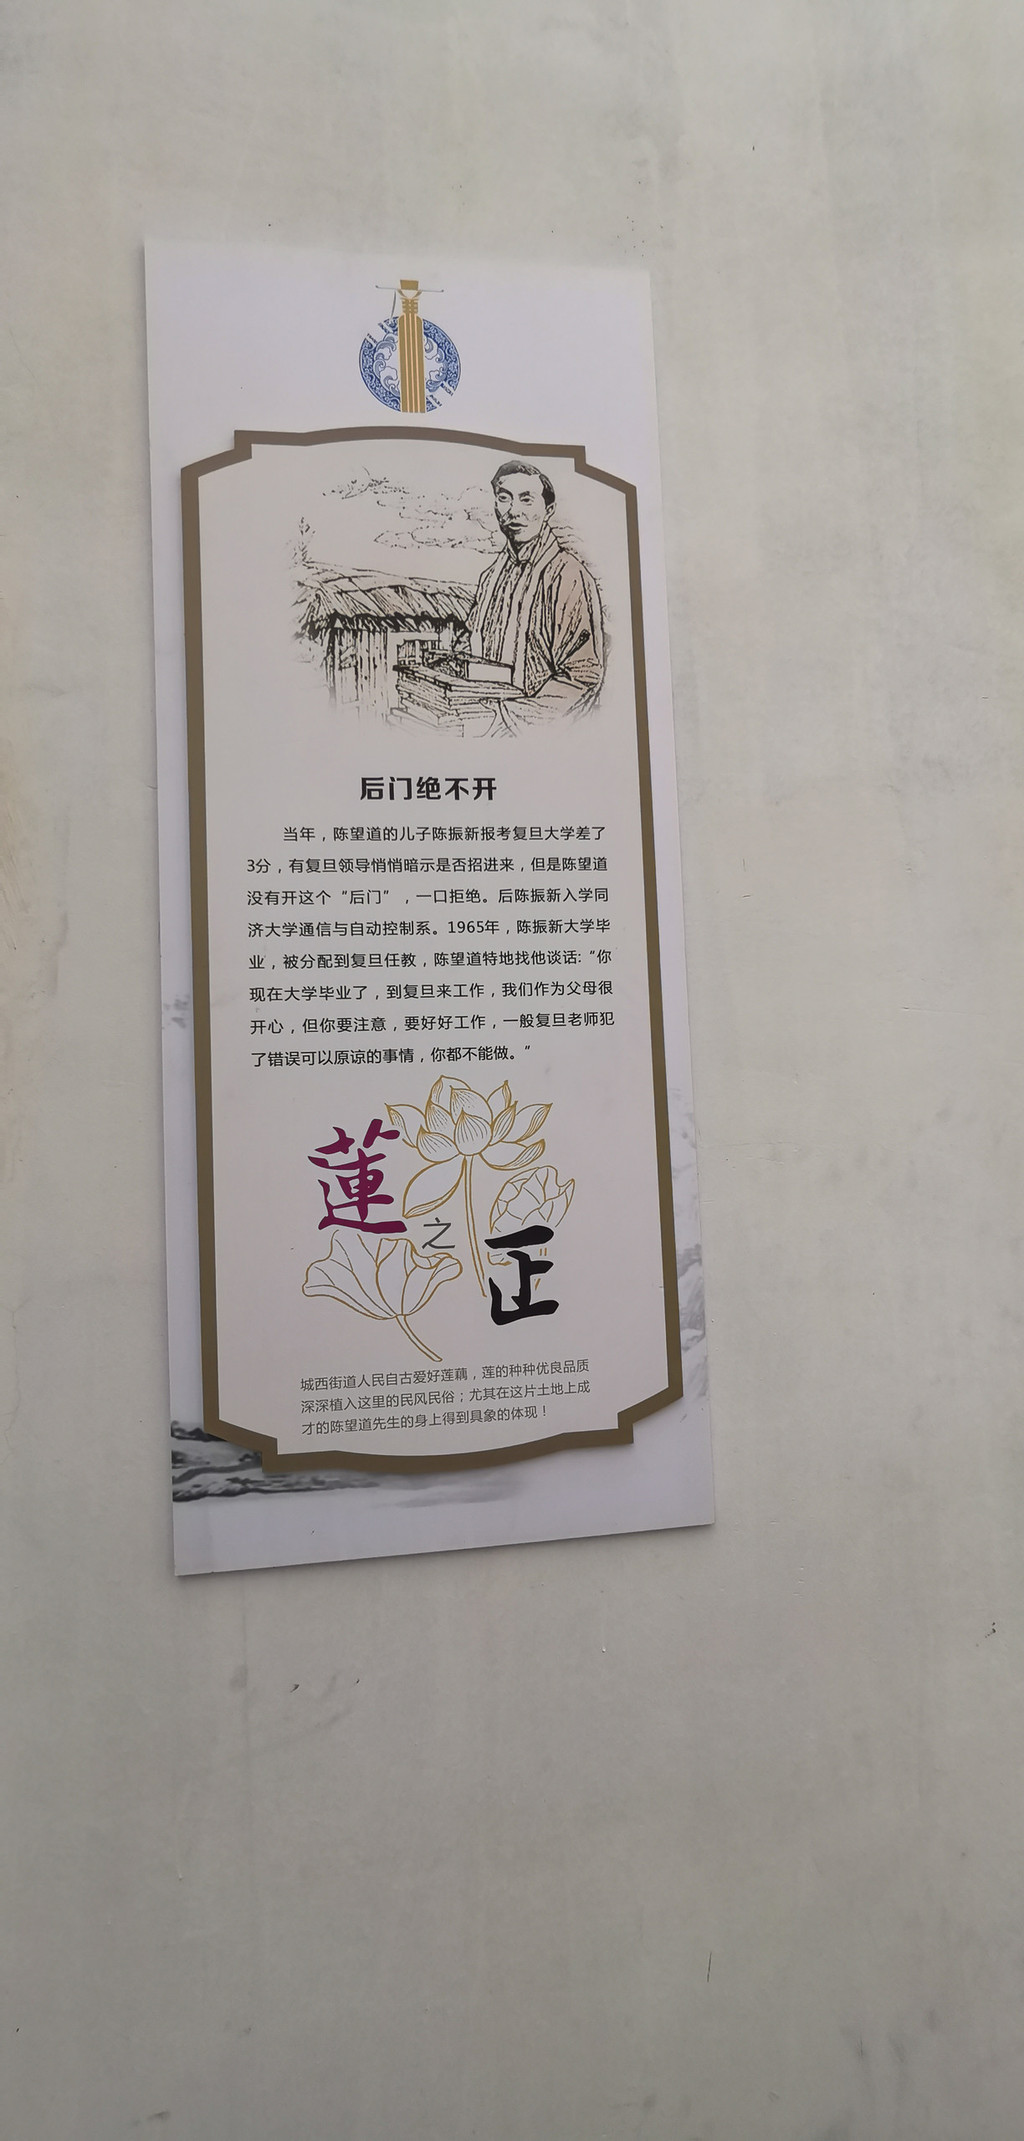 后门绝不开
当年，陈望道的儿子陈振新报考复旦大学差了
3分，有复旦领导悄悄暗示是否招进来，但是陈望道
没有开这个“后门”，一口拒绝。后陈振新入学同
济大学通信与自动控制系。1965年，陈振新大学毕
业，被分配到复旦任教，陈望道特地找他谈话:“你
现在大学毕业了，到复旦来工作，我们作为父母很
开心，但你要注意，要好好工作，一般复旦老师犯
了错误可以原谅的事情，你都不能做。”
蓮之正
城西街道人民自古爱好莲藕，莲的种种优良品质
深深植入这里的民风民俗；尤其在这片土地上成
才的陈望道先生的身上得到具象的体现！